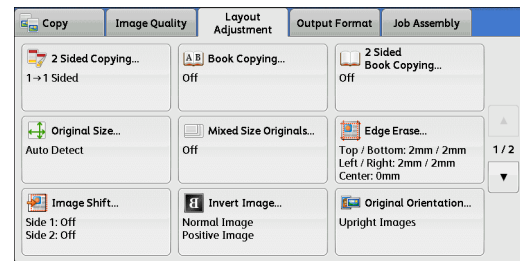 Copy
Image Quality
Layout
Adjustment
Output Format
Job Assembly
2 Sided Copying...
1→1 Sided
A B
Book Copying...
Off
2 Sided
Book Copying...
Off
Original Size...
Auto Detect
Mixed Size Originals...
Off
Edge Erase...
Top / Bottom: 2mm / 2mm
Left / Right: 2mm / 2mm
Center: 0mm
1 / 2
Image Shift...
Side 1: Off
Side 2: Off
B
Invert Image...
Normal Image
Positive Image
Original Orientation...
Upright Images